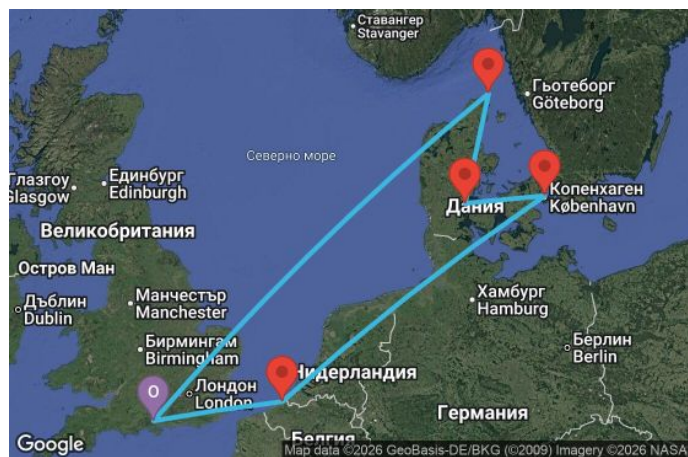 Ставангер
Stavanger
Гьотеборг
Göteborg
Северно море
Глазгоу
Glasgow
Единбург
Edinburgh
Копенхаген
København
Дания
Великобритания
Остров Ман
Дъблин
Dublin
Манчестър
Manchester
Хамбург
Hamburg
Бирмингам
Birmingham
Берлин
Berlin
Нидерландия
O
Лондон
London
Германия
Белгия
Google
Map data ©2026 GeoBasis-DE/BKG (©2009) Imagery ©2026 NASA